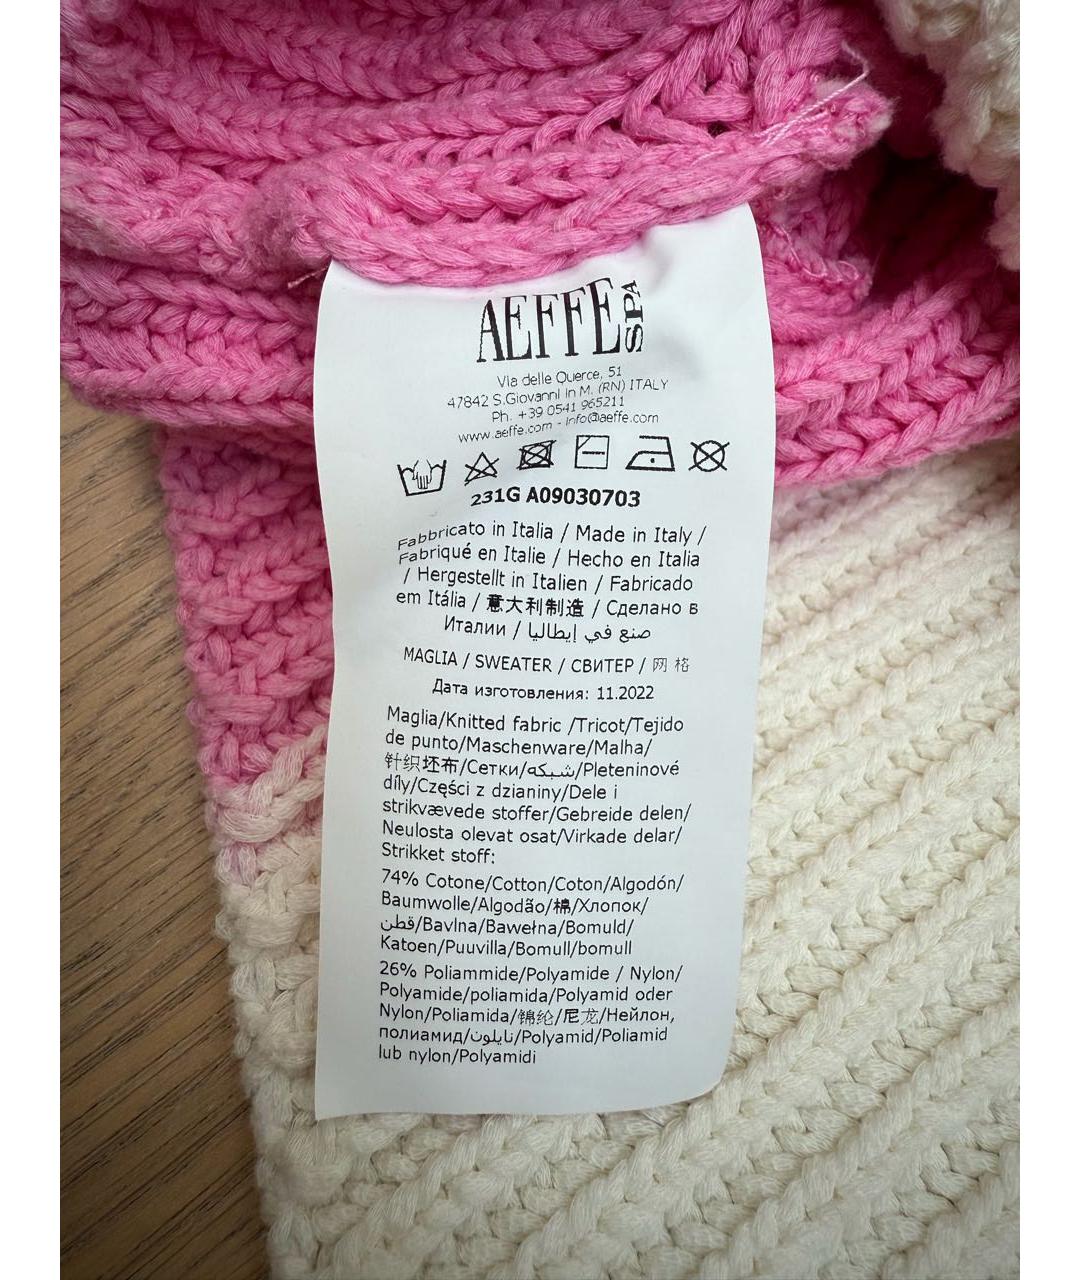 AEFFE SPA
Via delle Querce, 51
47842 S.Giovanni in M. (RN) ITALY
Ph. +39 0541 965211
www.aeffe.com - info@aeffe.com
231G A09030703
Fabbricato in Italia / Made in Italy /
Fabriqué en Italie / Hecho en Italia
/ Hergestellt in Italien / Fabricado
em Itália / 意大利制造 / Сделано в
Италии / صنع في إيطاليا
MAGLIA / SWEATER / СВИТЕР / 网 格
Дата изготовления: 11.2022
Maglia/Knitted fabric /Tricot/Tejido
de punto/Maschenware/Malha/
针织坯布/Сетки/شبكه/Pleteninové
díly/Części z dzianiny/Dele i
strikvævede stoffer/Gebreide delen/
Neulosta olevat osat/Virkade delar/
Strikket stoff:
74% Cotone/Cotton/Coton/Algodón/
Baumwolle/Algodão/棉/Хлопок/
قطن/Bavlna/Bawełna/Bomuld/
Katoen/Puuvilla/Bomull/bomull
26% Poliammide/Polyamide / Nylon/
Polyamide/poliamida/Polyamid oder
Nylon/Poliamida/锦纶/尼龙/Нейлон,
полиамид/نايلون/Polyamid/Poliamid
lub nylon/Polyamidi